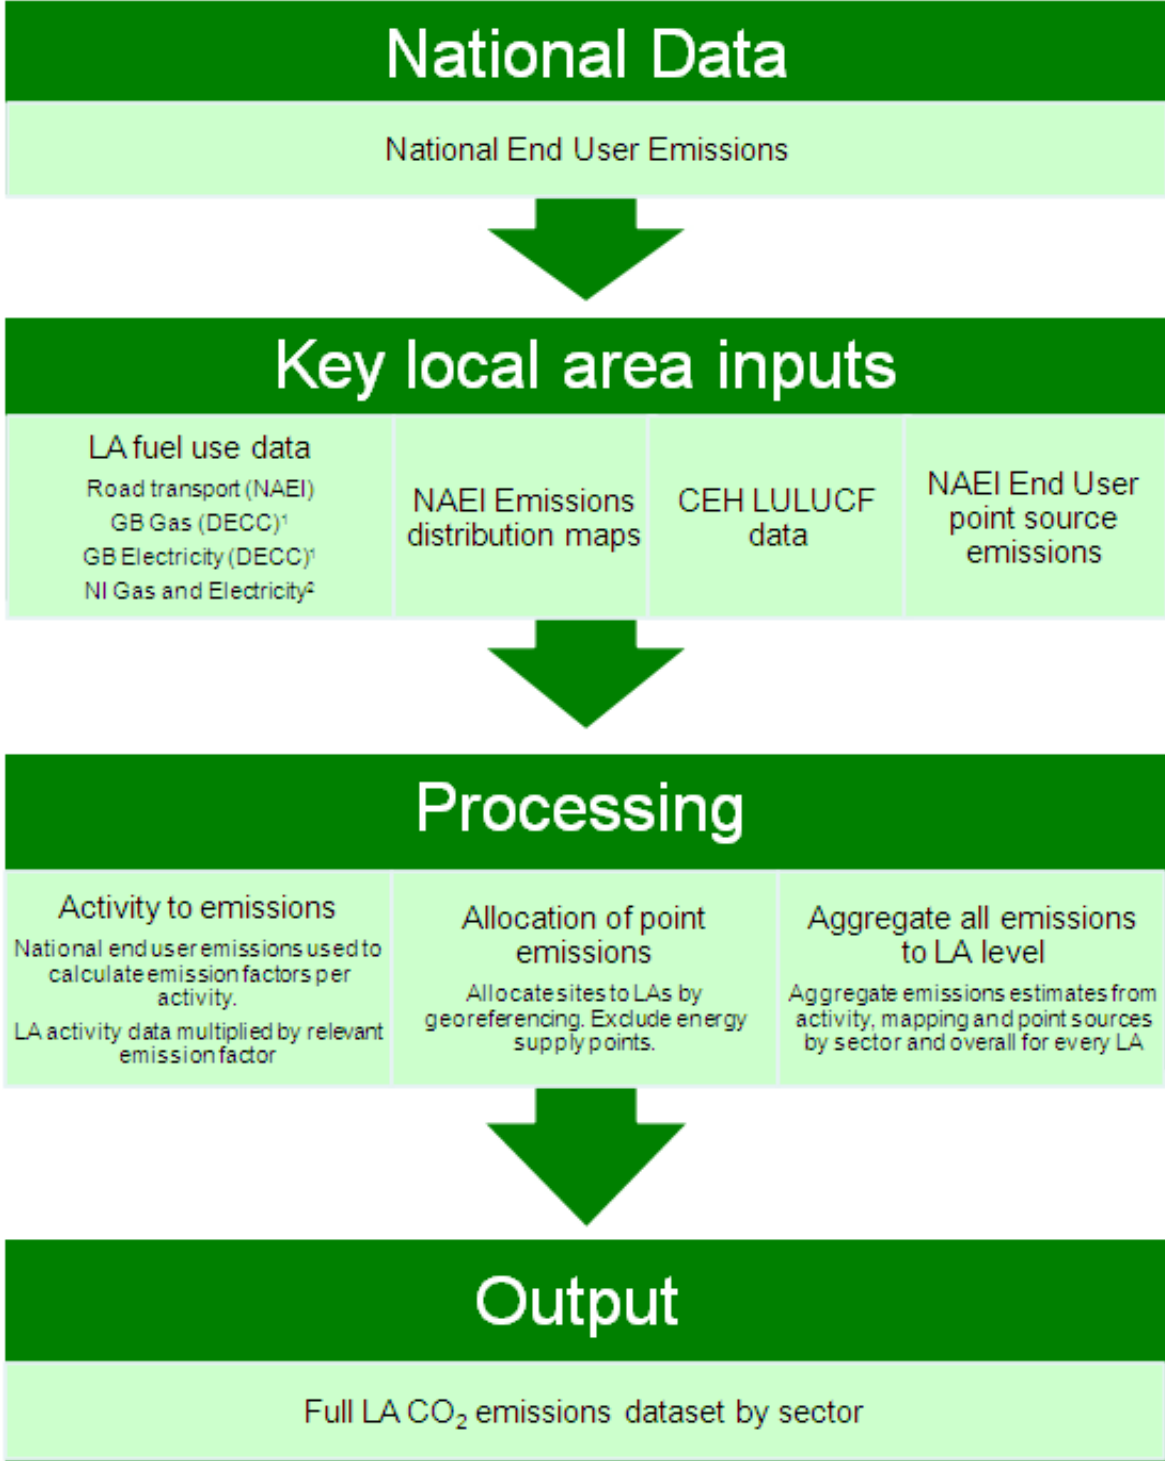 National Data
National End User Emissions
Key local area inputs
LA fuel use data
Road transport (NAEI)
GB Gas (DECC)¹
GB Electricity (DECC)¹
NI Gas and Electricity²
NAEI Emissions
distribution maps
CEH LULUCF
data
NAEI End User
point source
emissions
Processing
Activity to emissions
National end user emissions used to
calculate emission factors per
activity.
LA activity data multiplied by relevant
emission factor
Allocation of point
emissions
Allocate sites to LAs by
georeferencing. Exclude energy
supply points.
Aggregate all emissions
to LA level
Aggregate emissions estimates from
activity, mapping and point sources
by sector and overall for every LA
Output
Full LA CO₂ emissions dataset by sector